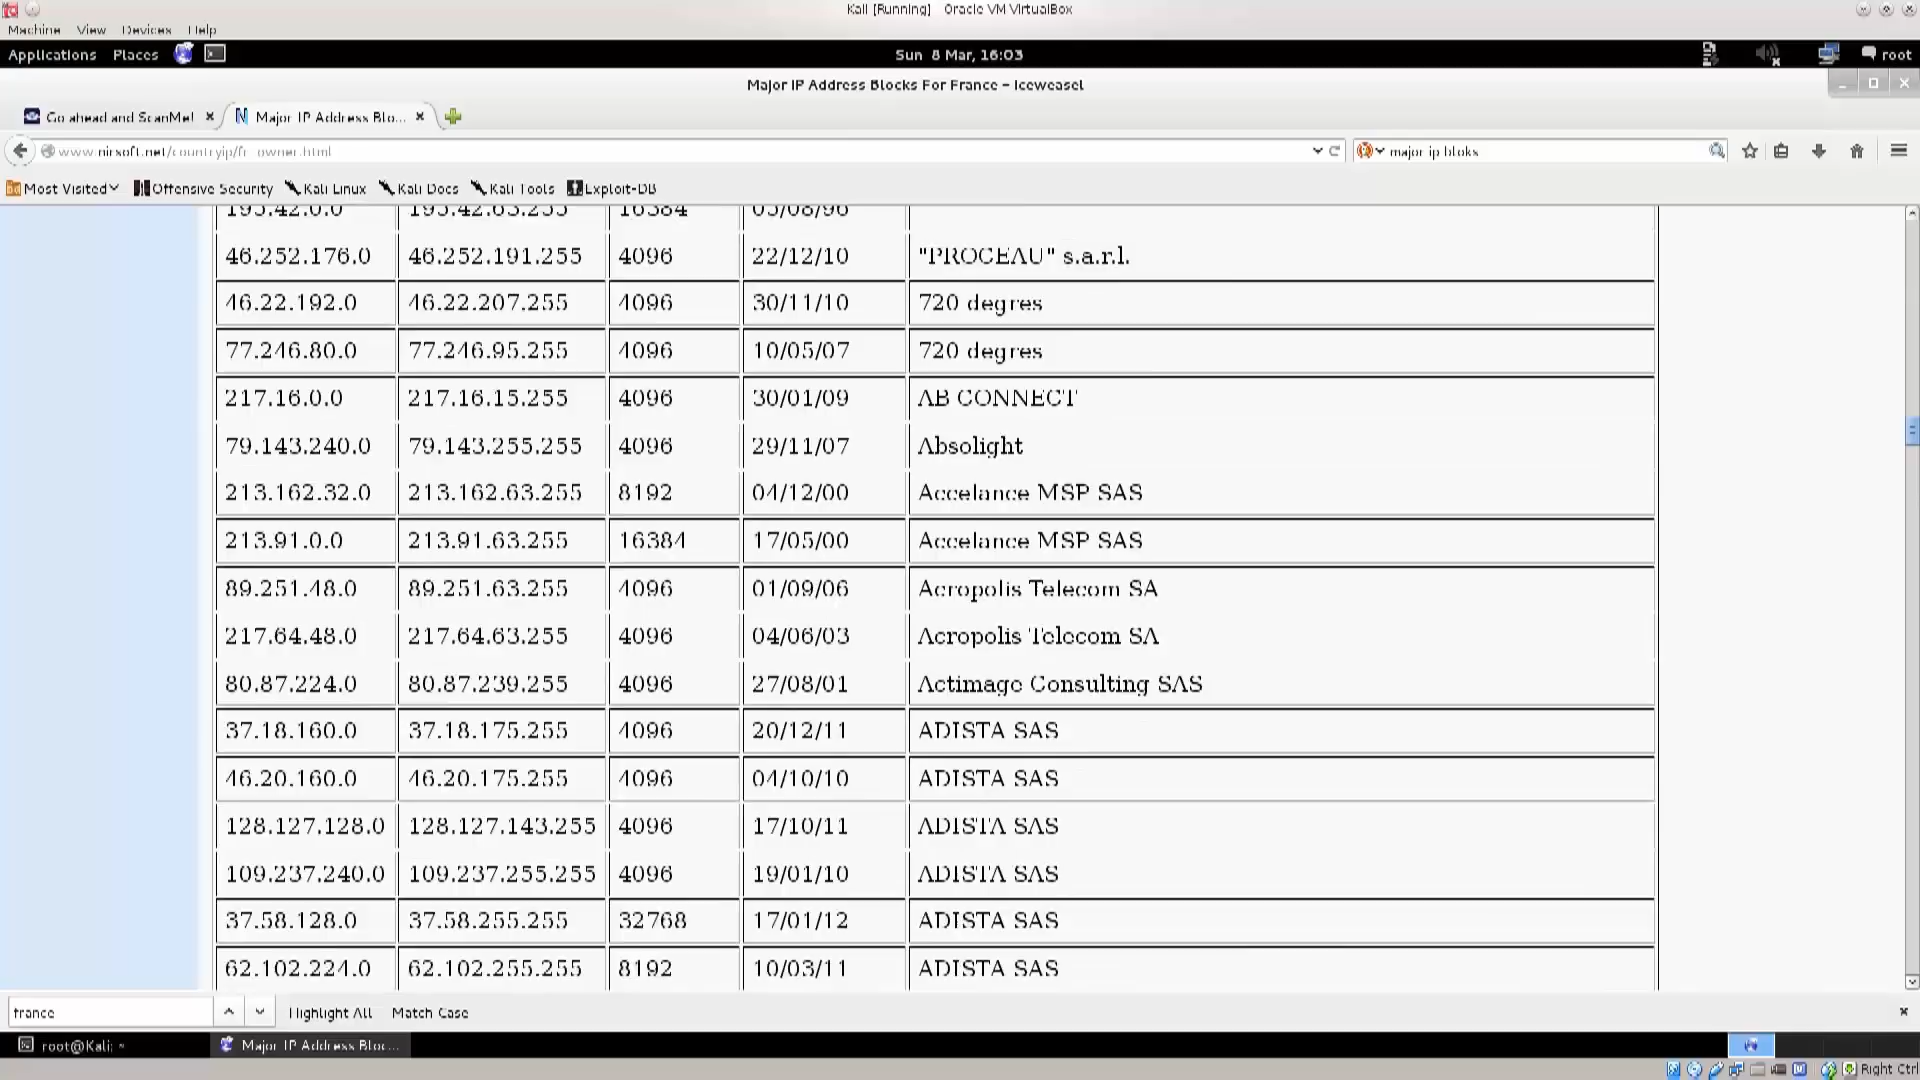 Kali [Running] - Oracle VM VirtualBox
Machine View Devices Help
Applications Places Sun 8 Mar, 16:03 root
Major IP Address Blocks For France - Iceweasel
Go ahead and ScanMe! Major IP Address Blo...
www.nirsoft.net/countryip/fr_owner.html major ip bloks
Most Visited Offensive Security Kali Linux Kali Docs Kali Tools Exploit-DB
193.42.0.0 193.42.63.255 16384 05/08/96
46.252.176.0 46.252.191.255 4096 22/12/10 "PROCEAU" s.a.r.l.
46.22.192.0 46.22.207.255 4096 30/11/10 720 degres
77.246.80.0 77.246.95.255 4096 10/05/07 720 degres
217.16.0.0 217.16.15.255 4096 30/01/09 AB CONNECT
79.143.240.0 79.143.255.255 4096 29/11/07 Absolight
213.162.32.0 213.162.63.255 8192 04/12/00 Accelance MSP SAS
213.91.0.0 213.91.63.255 16384 17/05/00 Accelance MSP SAS
89.251.48.0 89.251.63.255 4096 01/09/06 Acropolis Telecom SA
217.64.48.0 217.64.63.255 4096 04/06/03 Acropolis Telecom SA
80.87.224.0 80.87.239.255 4096 27/08/01 Actimage Consulting SAS
37.18.160.0 37.18.175.255 4096 20/12/11 ADISTA SAS
46.20.160.0 46.20.175.255 4096 04/10/10 ADISTA SAS
128.127.128.0 128.127.143.255 4096 17/10/11 ADISTA SAS
109.237.240.0 109.237.255.255 4096 19/01/10 ADISTA SAS
37.58.128.0 37.58.255.255 32768 17/01/12 ADISTA SAS
62.102.224.0 62.102.255.255 8192 10/03/11 ADISTA SAS
france Highlight All Match Case
root@Kali: ~ Major IP Address Bloc...
Right Ctrl